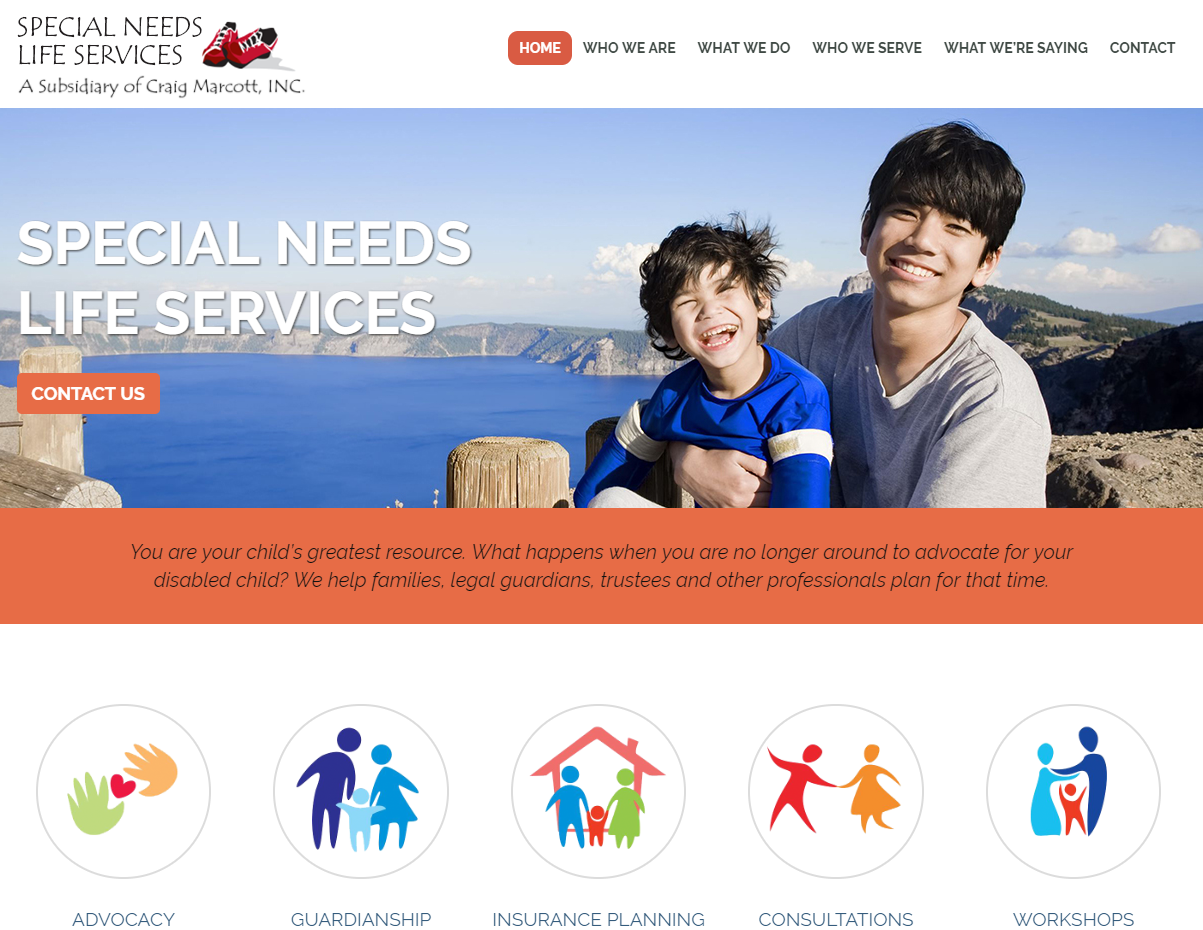 SPECIAL NEEDS
LIFE SERVICES
A Subsidiary of Craig Marcott, INC.
HOME WHO WE ARE WHAT WE DO WHO WE SERVE WHAT WE’RE SAYING CONTACT
SPECIAL NEEDS
LIFE SERVICES
CONTACT US
You are your child’s greatest resource. What happens when you are no longer around to advocate for your
disabled child? We help families, legal guardians, trustees and other professionals plan for that time.
ADVOCACY GUARDIANSHIP INSURANCE PLANNING CONSULTATIONS WORKSHOPS